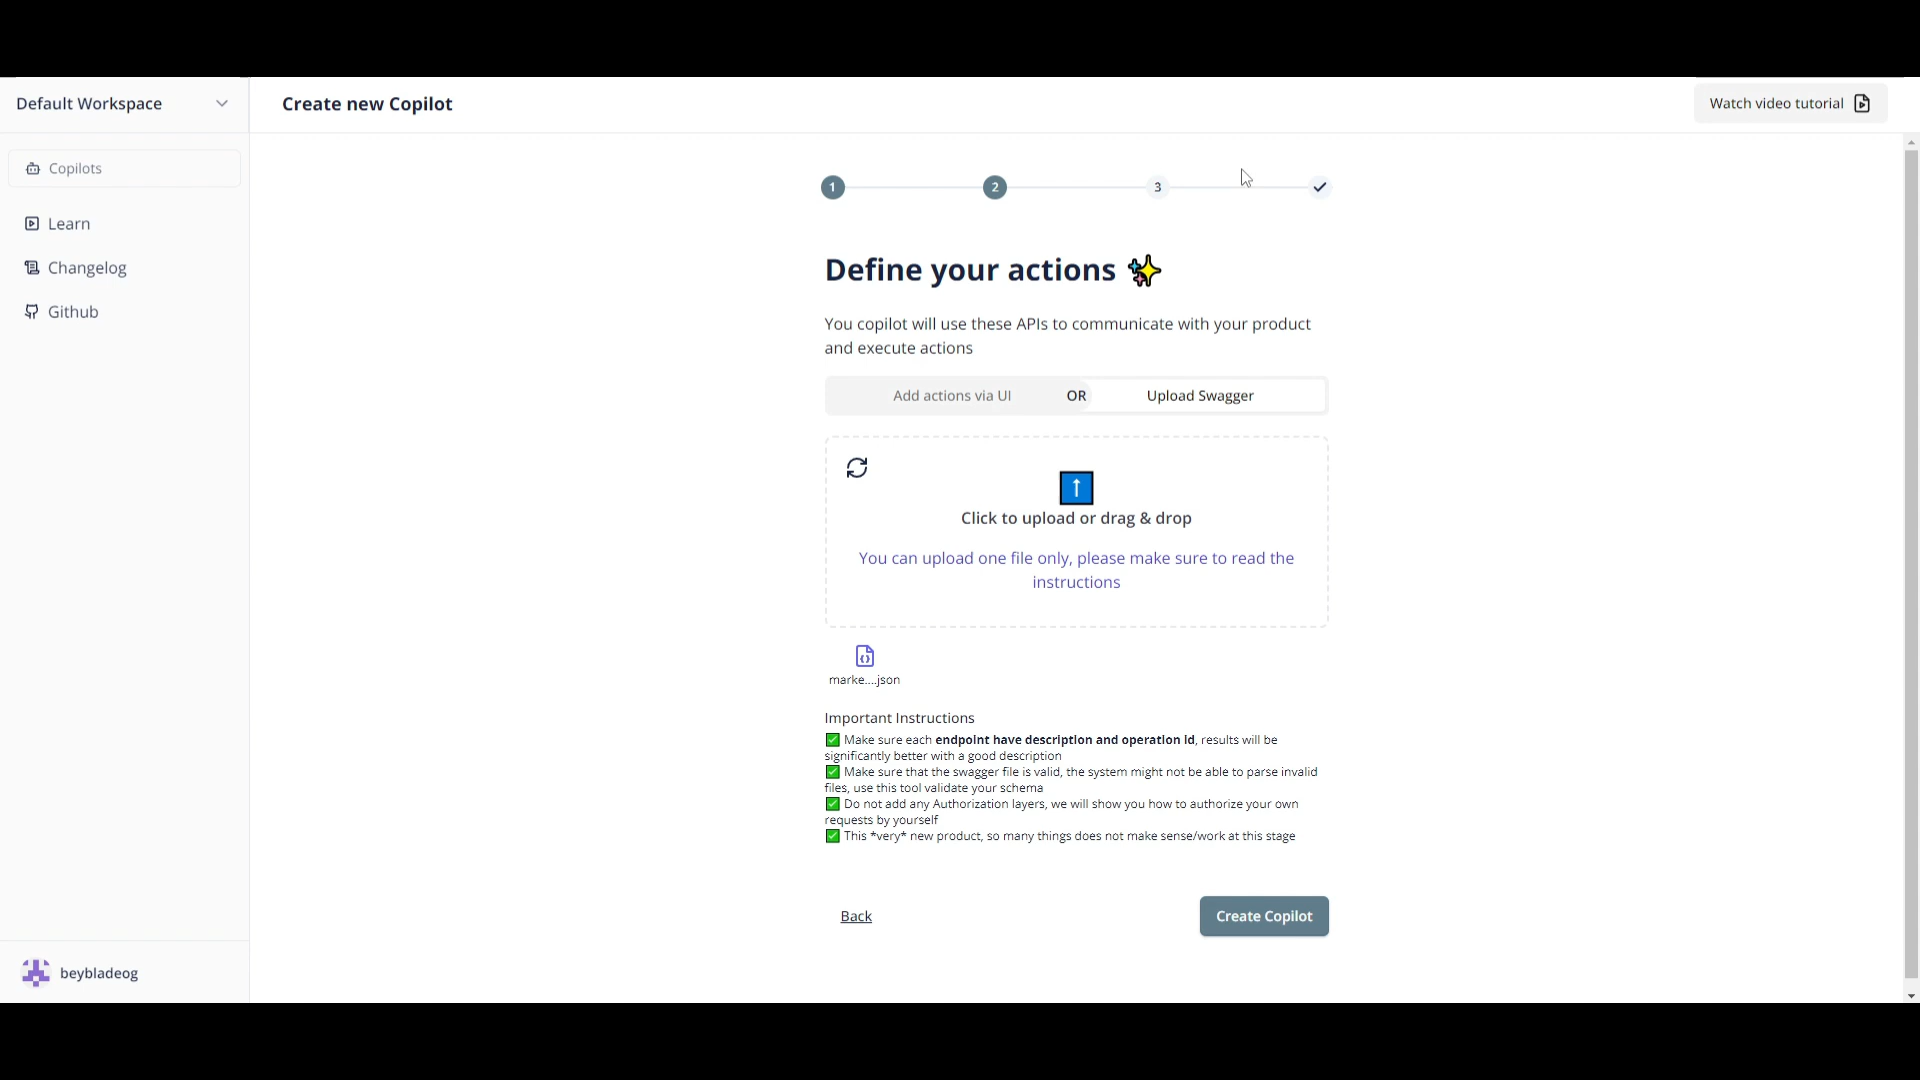 Default Workspace
Create new Copilot
Watch video tutorial
Copilots
Learn
Changelog
Github
1
2
3
Define your actions
You copilot will use these APIs to communicate with your product
and execute actions
Add actions via UI
OR
Upload Swagger
Click to upload or drag & drop
You can upload one file only, please make sure to read the
instructions
marke....json
Important Instructions
✅ Make sure each endpoint have description and operation id, results will be
significantly better with a good description
✅ Make sure that the swagger file is valid, the system might not be able to parse invalid
files, use this tool validate your schema
✅ Do not add any Authorization layers, we will show you how to authorize your own
requests by yourself
✅ This *very* new product, so many things does not make sense/work at this stage
Back
Create Copilot
beybladeog